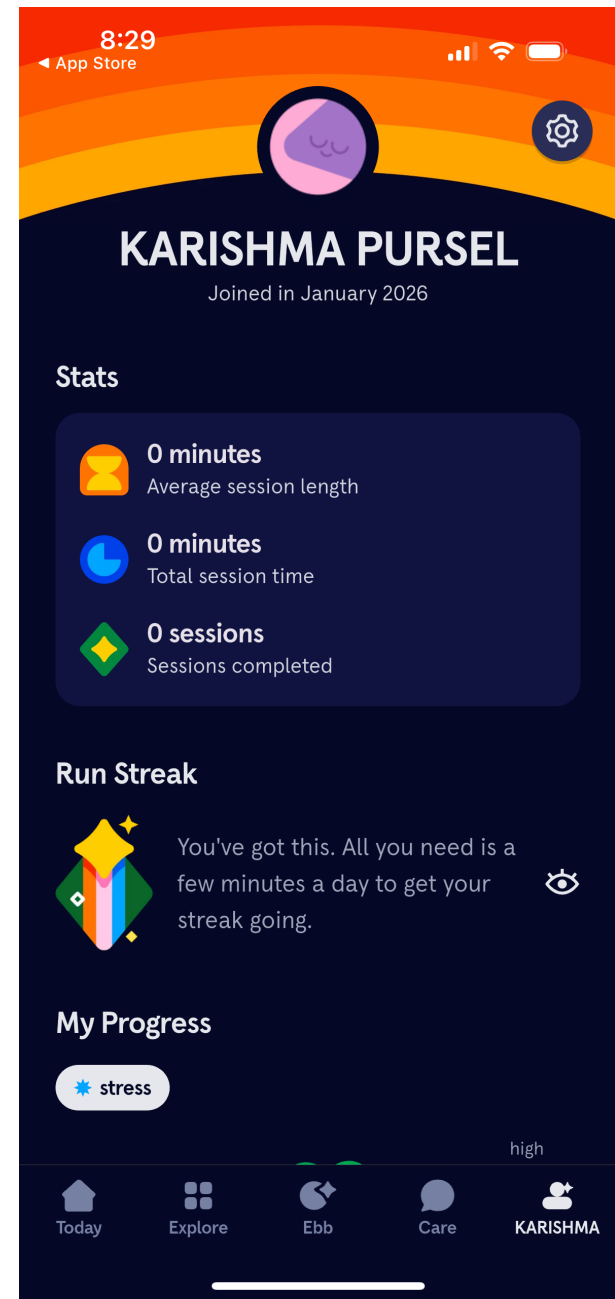 8:29
◀ App Store
KARISHMA PURSEL
Joined in January 2026
Stats
0 minutes
Average session length
0 minutes
Total session time
0 sessions
Sessions completed
Run Streak
You've got this. All you need is a
few minutes a day to get your
streak going.
My Progress
stress
high
Today
Explore
Ebb
Care
KARISHMA